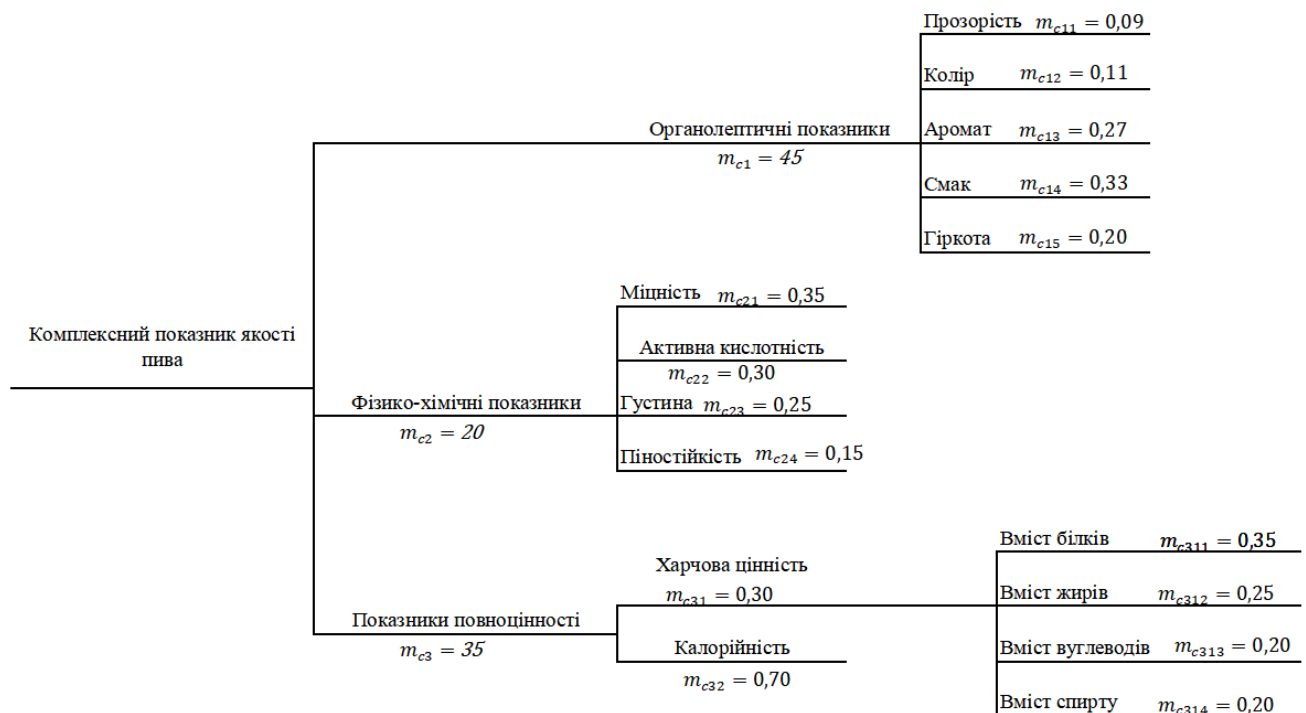 Прозорість m_c11 = 0,09
Колір m_c12 = 0,11
Органолептичні показники
m_c1 = 45
Аромат m_c13 = 0,27
Смак m_c14 = 0,33
Гіркота m_c15 = 0,20
Комплексний показник якості
пива
Міцність m_c21 = 0,35
Активна кислотність
m_c22 = 0,30
Фізико-хімічні показники
m_c2 = 20
Густина m_c23 = 0,25
Піностійкість m_c24 = 0,15
Показники повноцінності
m_c3 = 35
Харчова цінність
m_c31 = 0,30
Калорійність
m_c32 = 0,70
Вміст білків m_c311 = 0,35
Вміст жирів m_c312 = 0,25
Вміст вуглеводів m_c313 = 0,20
Вміст спирту m_c314 = 0,20